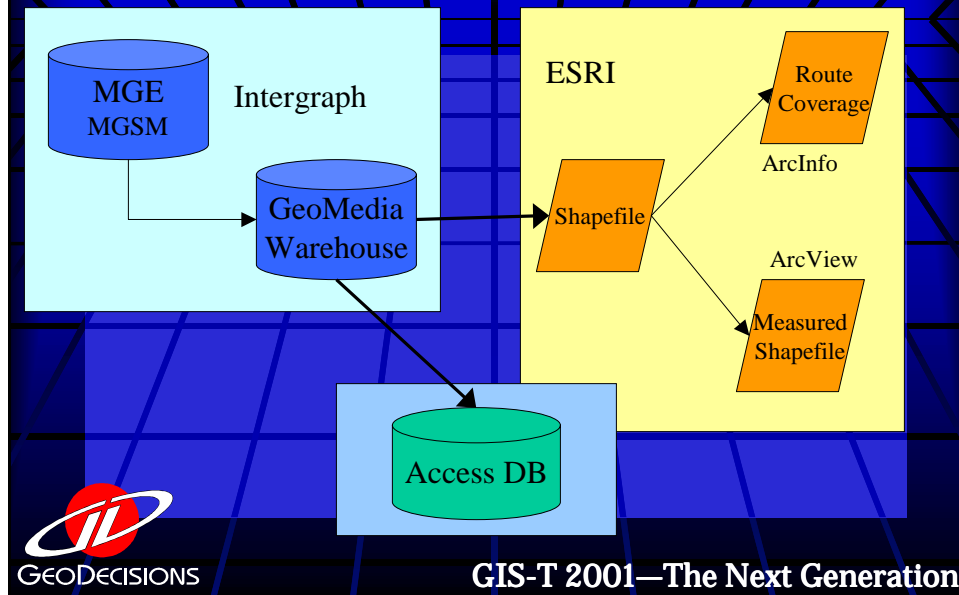 MGE
MGSM
Intergraph
GeoMedia
Warehouse
ESRI
Shapefile
Route
Coverage
ArcInfo
ArcView
Measured
Shapefile
Access DB
GEODECISIONS
GIS-T 2001—The Next Generation